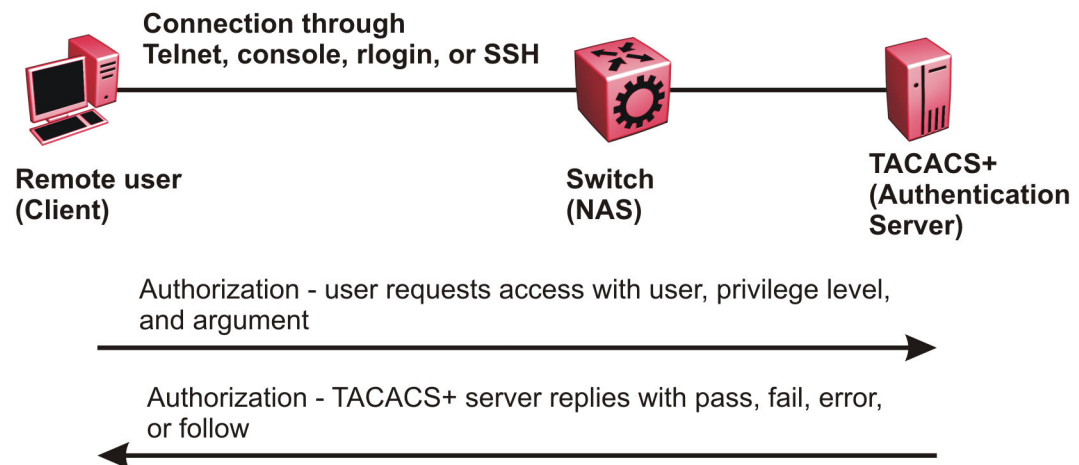 Connection through
Telnet, console, rlogin, or SSH
Remote user
(Client)
Switch
(NAS)
TACACS+
(Authentication
Server)
Authorization - user requests access with user, privilege level,
and argument
Authorization - TACACS+ server replies with pass, fail, error,
or follow